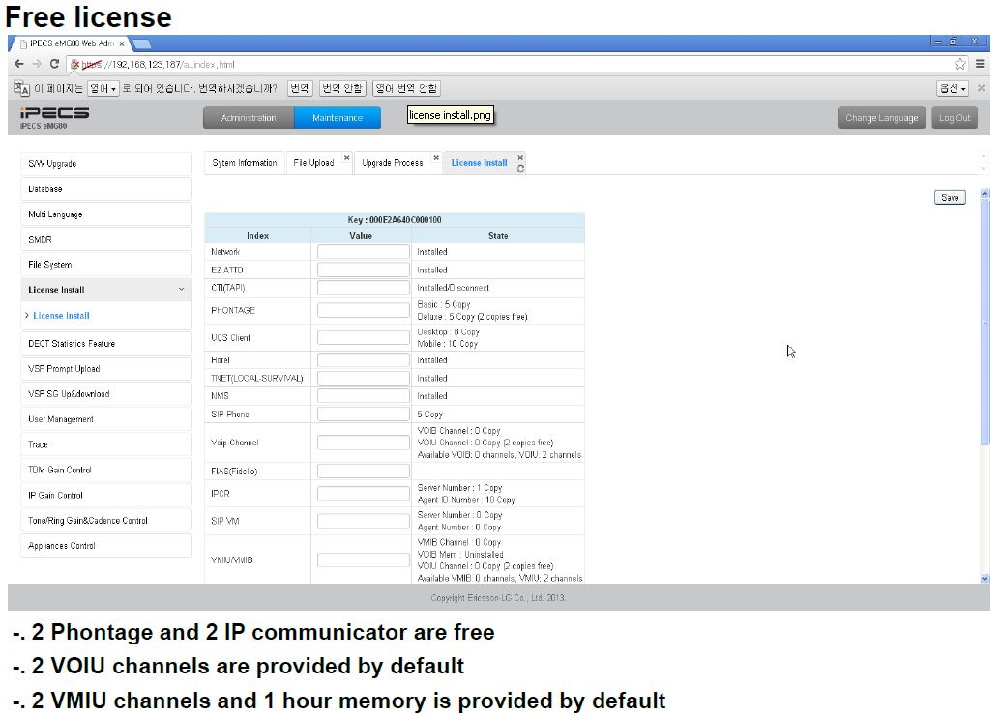 Free license
iPECS eMG80 Web Adm ×
https://192.168.123.187/a_index.html
이 페이지는 영어 로 되어 있습니다. 번역하시겠습니까? 번역 번역 안함 영어 번역 안함 옵션
iPECS
IPECS eMG80
Administration Maintenance license install.png Change Language Log Out
S/W Upgrade
Database
Multi Language
SMDR
File System
License Install
> License Install
DECT Statistics Feature
VSF Prompt Upload
VSF SG Up&download
User Management
Trace
TDM Gain Control
IP Gain Control
Tone/Ring Gain&Cadence Control
Appliances Control
Sytem Information File Upload Upgrade Process License Install
Save
Key : 000E2A640C000100
Index Value State
Network Installed
EZ ATTD Installed
CTI(TAPI) Installed/Disconnect
PHONTAGE Basic : 5 Copy
Deluxe : 5 Copy (2 copies free)
UCS Client Desktop : 8 Copy
Mobile : 10 Copy
Hotel Installed
TNET(LOCAL-SURVIVAL) Installed
NMS Installed
SIP Phone 5 Copy
Voip Channel VOIB Channel : 0 Copy
VOIU Channel : 0 Copy (2 copies free)
Available VOIB: 0 channels, VOIU: 2 channels
FIAS(Fidelio)
IPCR Server Number : 1 Copy
Agent ID Number : 10 Copy
SIP VM Server Number : 0 Copy
Agent Number : 0 Copy
VMIU/VMIB VMIB Channel : 0 Copy
VOIB Mem : Uninstalled
VOIU Channel : 0 Copy (2 copies free)
Available VMIB: 0 channels, VMIU: 2 channels
Copyright Ericsson-LG Co., Ltd. 2013.
-. 2 Phontage and 2 IP communicator are free
-. 2 VOIU channels are provided by default
-. 2 VMIU channels and 1 hour memory is provided by default